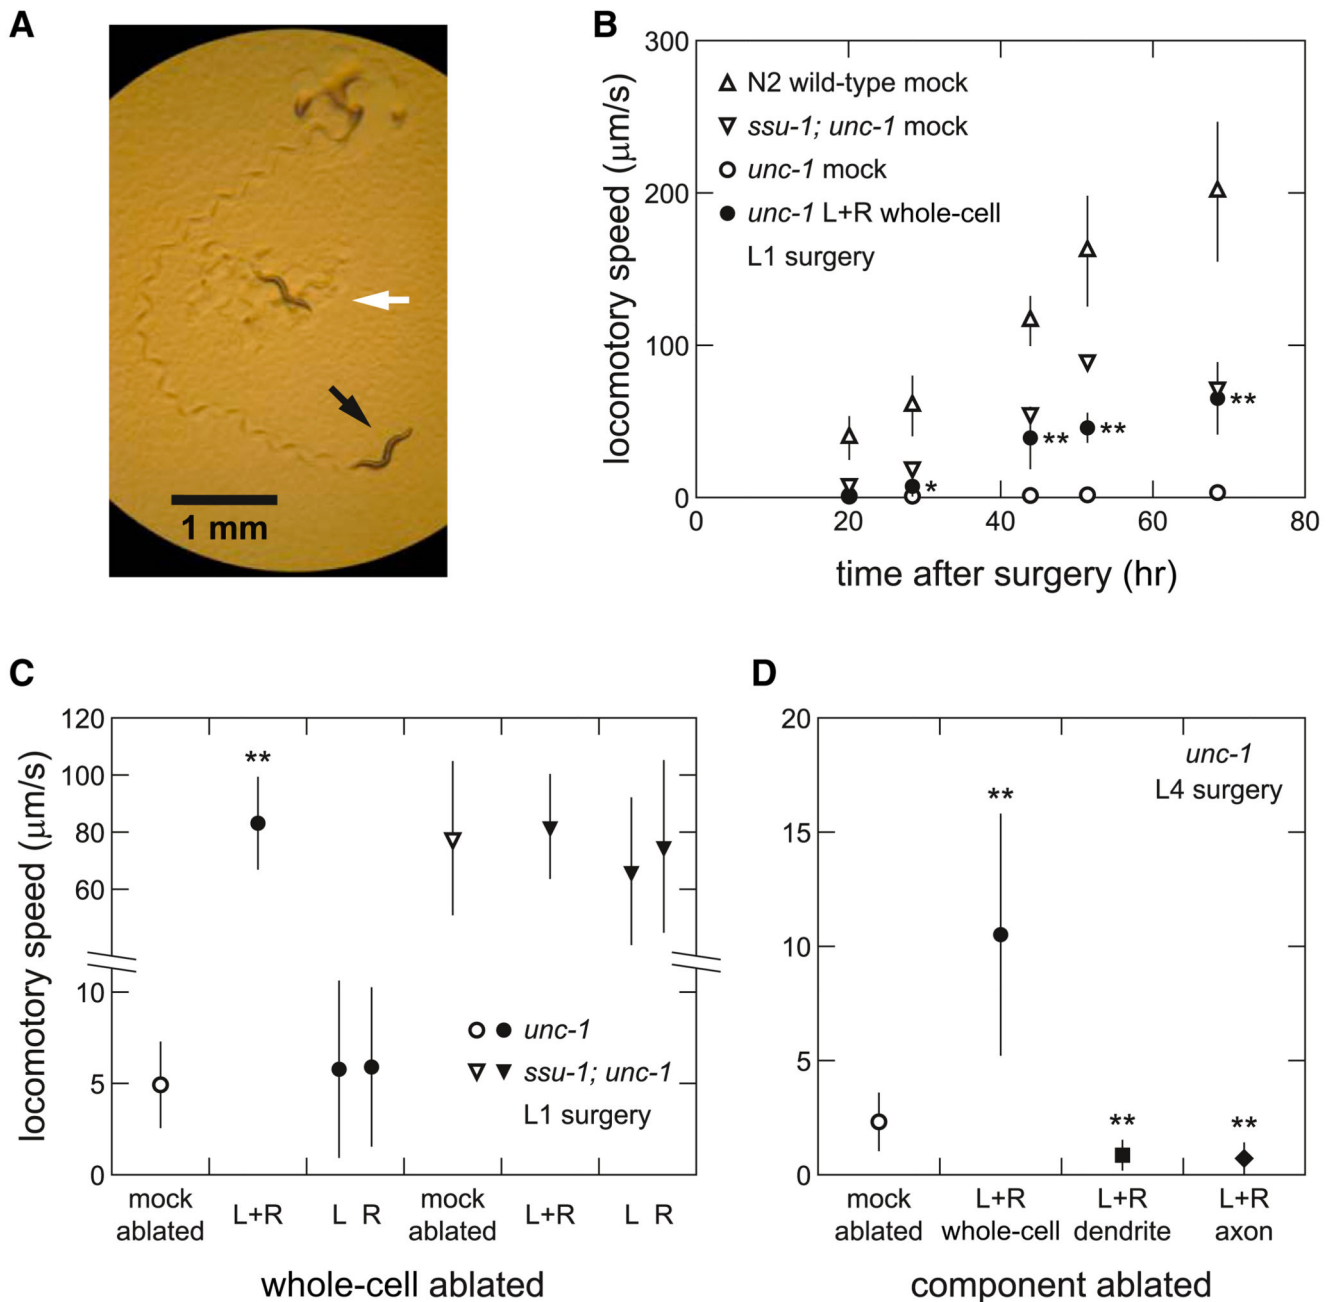 A
1 mm
B
300
200
100
0
locomotory speed (μm/s)
N2 wild-type mock
ssu-1; unc-1 mock
unc-1 mock
unc-1 L+R whole-cell
L1 surgery
*
**
**
**
0 20 40 60 80
time after surgery (hr)
C
120
100
80
60
10
5
0
locomotory speed (μm/s)
**
unc-1
ssu-1; unc-1
L1 surgery
mock
ablated
L+R
L R
mock
ablated
L+R
L R
whole-cell ablated
D
20
15
10
5
0
unc-1
L4 surgery
**
**
**
mock
ablated
L+R
whole-cell
L+R
dendrite
L+R
axon
component ablated